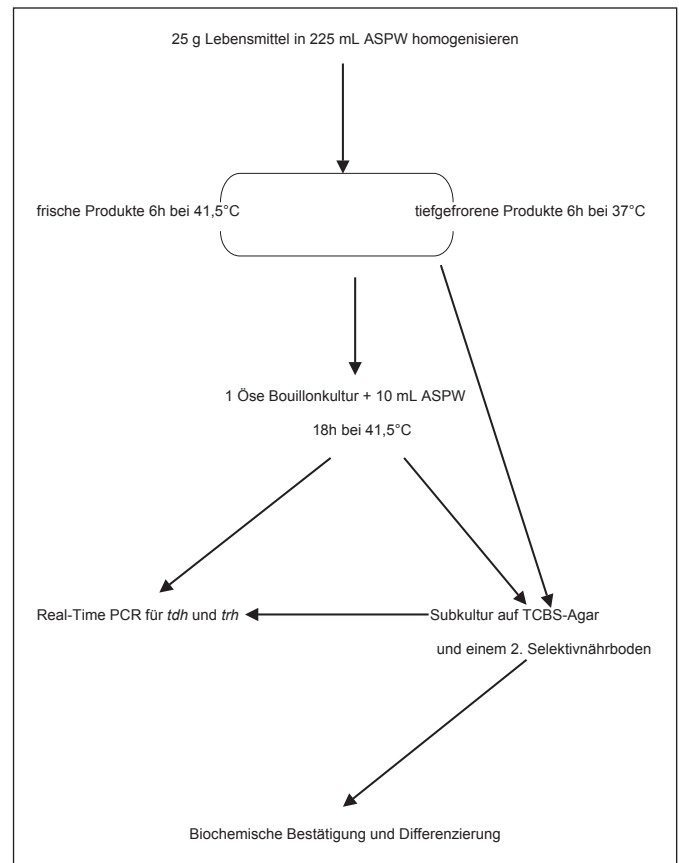 25 g Lebensmittel in 225 mL ASPW homogenisieren
frische Produkte 6h bei 41,5°C
tiefgefrorene Produkte 6h bei 37°C
1 Öse Bouillonkultur + 10 mL ASPW
18h bei 41,5°C
Real-Time PCR für tdh und trh
Subkultur auf TCBS-Agar
und einem 2. Selektivnährboden
Biochemische Bestätigung und Differenzierung